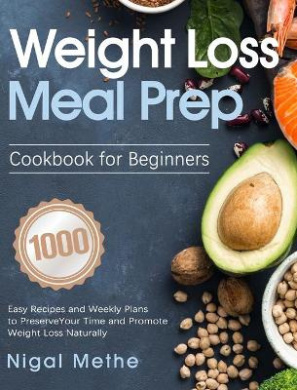 Weight Loss
Meal Prep
Cookbook for Beginners
1000
Easy Recipes and Weekly Plans
to PreserveYour Time and Promote
Weight Loss Naturally
Nigal Methe